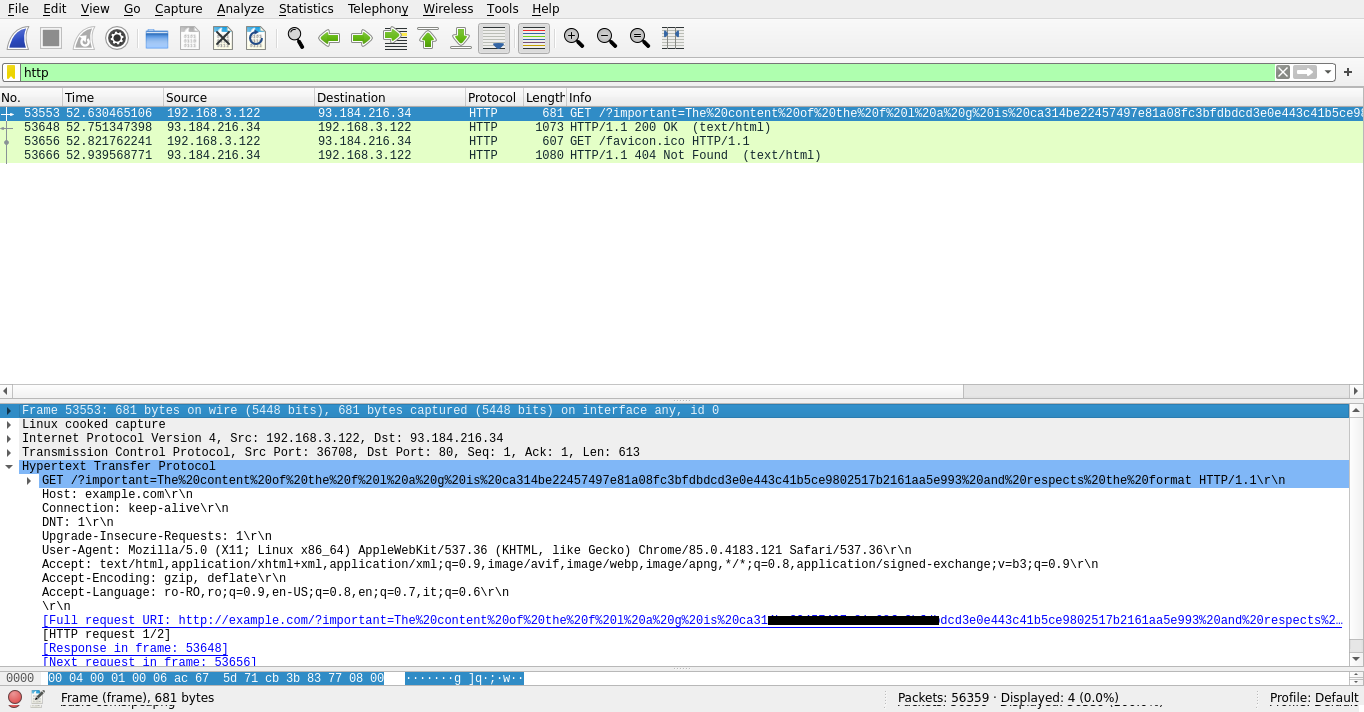 File Edit View Go Capture Analyze Statistics Telephony Wireless Tools Help
http
No. Time Source Destination Protocol Length Info
53553 52.630465106 192.168.3.122 93.184.216.34 HTTP 681 GET /?important=The%20content%20of%20the%20f%20l%20a%20g%20is%20ca314be22457497e81a08fc3bfdbdcd3e0e443c41b5ce98
53648 52.751347398 93.184.216.34 192.168.3.122 HTTP 1073 HTTP/1.1 200 OK (text/html)
53656 52.821762241 192.168.3.122 93.184.216.34 HTTP 607 GET /favicon.ico HTTP/1.1
53666 52.939568771 93.184.216.34 192.168.3.122 HTTP 1080 HTTP/1.1 404 Not Found (text/html)
Frame 53553: 681 bytes on wire (5448 bits), 681 bytes captured (5448 bits) on interface any, id 0
Linux cooked capture
Internet Protocol Version 4, Src: 192.168.3.122, Dst: 93.184.216.34
Transmission Control Protocol, Src Port: 36708, Dst Port: 80, Seq: 1, Ack: 1, Len: 613
Hypertext Transfer Protocol
GET /?important=The%20content%20of%20the%20f%20l%20a%20g%20is%20ca314be22457497e81a08fc3bfdbdcd3e0e443c41b5ce9802517b2161aa5e993%20and%20respects%20the%20format HTTP/1.1\r\n
Host: example.com\r\n
Connection: keep-alive\r\n
DNT: 1\r\n
Upgrade-Insecure-Requests: 1\r\n
User-Agent: Mozilla/5.0 (X11; Linux x86_64) AppleWebKit/537.36 (KHTML, like Gecko) Chrome/85.0.4183.121 Safari/537.36\r\n
Accept: text/html,application/xhtml+xml,application/xml;q=0.9,image/avif,image/webp,image/apng,*/*;q=0.8,application/signed-exchange;v=b3;q=0.9\r\n
Accept-Encoding: gzip, deflate\r\n
Accept-Language: ro-RO,ro;q=0.9,en-US;q=0.8,en;q=0.7,it;q=0.6\r\n
\r\n
[Full request URI: http://example.com/?important=The%20content%20of%20the%20f%20l%20a%20g%20is%20ca31 dcd3e0e443c41b5ce9802517b2161aa5e993%20and%20respects%2…
[HTTP request 1/2]
[Response in frame: 53648]
[Next request in frame: 53656]
0000 00 04 00 01 00 06 ac 67 5d 71 cb 3b 83 77 08 00 ·······g ]q·;·w··
Frame (frame), 681 bytes Packets: 56359 · Displayed: 4 (0.0%) Profile: Default